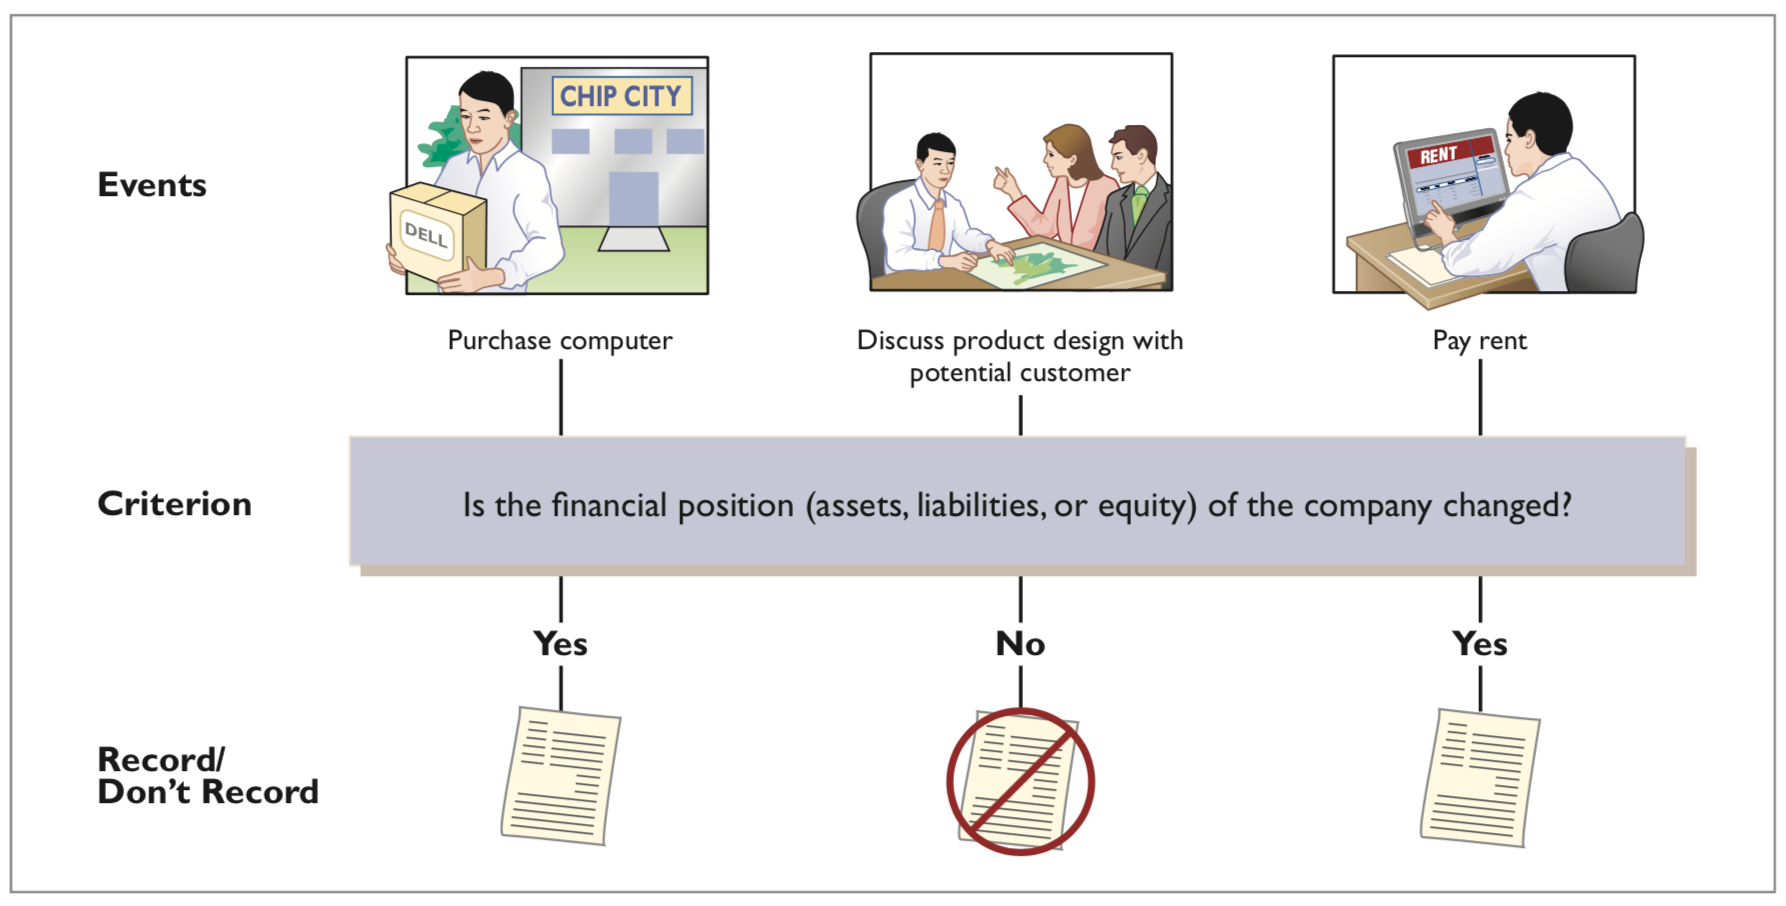 CHIP CITY
DELL
RENT
Events
Purchase computer
Discuss product design with
potential customer
Pay rent
Criterion
Is the financial position (assets, liabilities, or equity) of the company changed?
Yes
No
Yes
Record/
Don’t Record